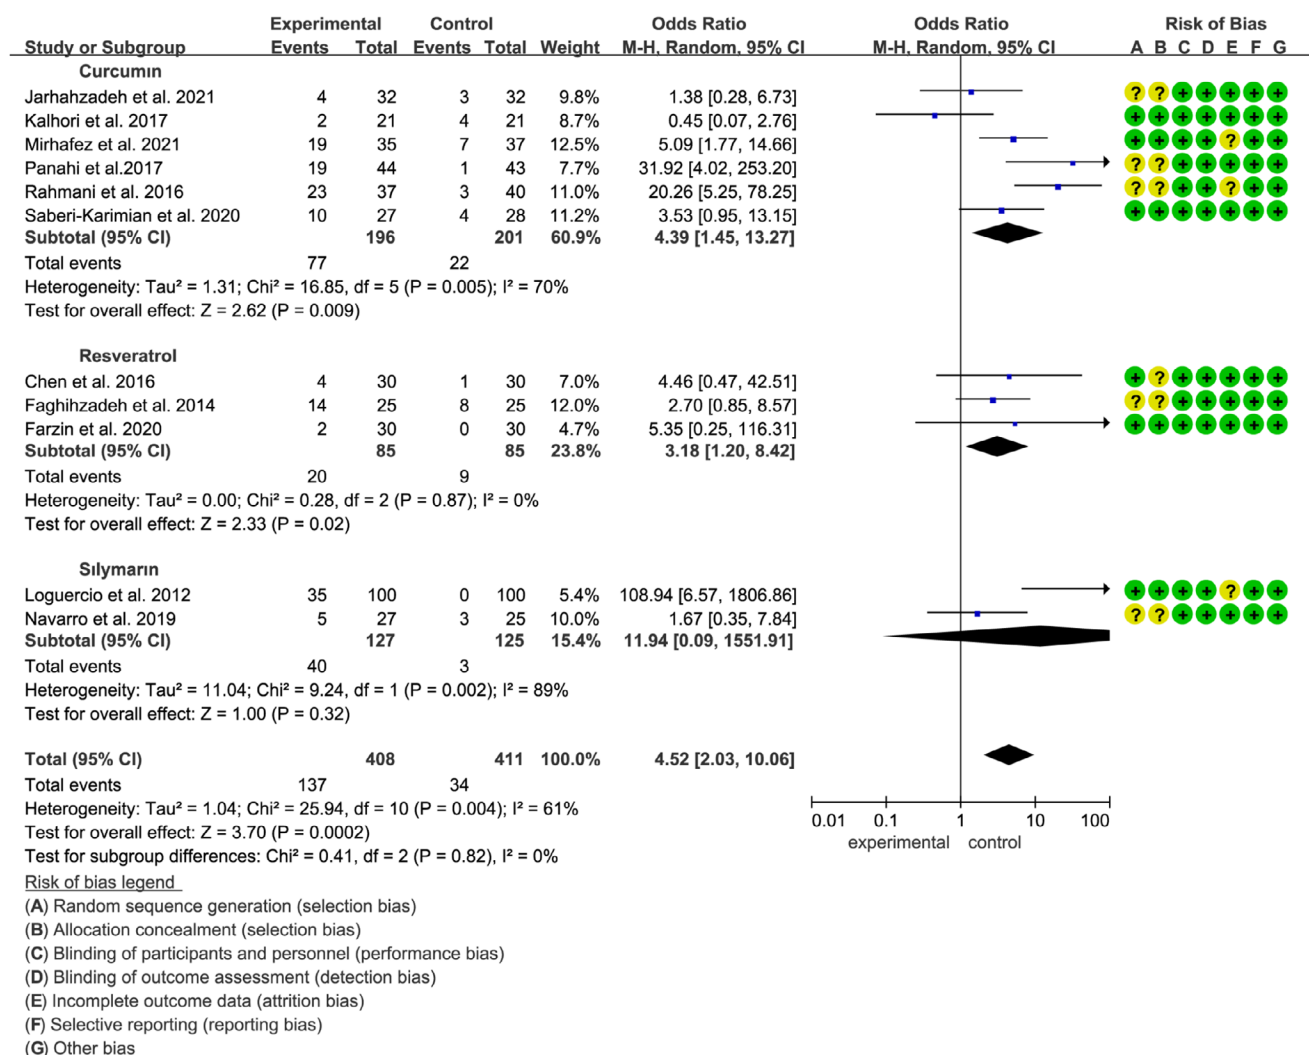 Experimental Control Odds Ratio Odds Ratio Risk of Bias
Study or Subgroup Events Total Events Total Weight M-H, Random, 95% CI M-H, Random, 95% CI A B C D E F G
Curcumın
Jarhahzadeh et al. 2021 4 32 3 32 9.8% 1.38 [0.28, 6.73] ? ? + + + + +
Kalhori et al. 2017 2 21 4 21 8.7% 0.45 [0.07, 2.76] + + + + + + +
Mirhafez et al. 2021 19 35 7 37 12.5% 5.09 [1.77, 14.66] + + + + ? + +
Panahi et al.2017 19 44 1 43 7.7% 31.92 [4.02, 253.20] ? ? + + + + +
Rahmani et al. 2016 23 37 3 40 11.0% 20.26 [5.25, 78.25] ? ? + + ? + +
Saberi-Karimian et al. 2020 10 27 4 28 11.2% 3.53 [0.95, 13.15] + + + + + + +
Subtotal (95% CI) 196 201 60.9% 4.39 [1.45, 13.27]
Total events 77 22
Heterogeneity: Tau² = 1.31; Chi² = 16.85, df = 5 (P = 0.005); I² = 70%
Test for overall effect: Z = 2.62 (P = 0.009)
Resveratrol
Chen et al. 2016 4 30 1 30 7.0% 4.46 [0.47, 42.51] + ? + + + + +
Faghihzadeh et al. 2014 14 25 8 25 12.0% 2.70 [0.85, 8.57] ? ? + + + + +
Farzin et al. 2020 2 30 0 30 4.7% 5.35 [0.25, 116.31] + + + + + + +
Subtotal (95% CI) 85 85 23.8% 3.18 [1.20, 8.42]
Total events 20 9
Heterogeneity: Tau² = 0.00; Chi² = 0.28, df = 2 (P = 0.87); I² = 0%
Test for overall effect: Z = 2.33 (P = 0.02)
Sılymarın
Loguercio et al. 2012 35 100 0 100 5.4% 108.94 [6.57, 1806.86] + + + + ? + +
Navarro et al. 2019 5 27 3 25 10.0% 1.67 [0.35, 7.84] ? ? + + + + +
Subtotal (95% CI) 127 125 15.4% 11.94 [0.09, 1551.91]
Total events 40 3
Heterogeneity: Tau² = 11.04; Chi² = 9.24, df = 1 (P = 0.002); I² = 89%
Test for overall effect: Z = 1.00 (P = 0.32)
Total (95% CI) 408 411 100.0% 4.52 [2.03, 10.06]
Total events 137 34
Heterogeneity: Tau² = 1.04; Chi² = 25.94, df = 10 (P = 0.004); I² = 61%
Test for overall effect: Z = 3.70 (P = 0.0002)
Test for subgroup differences: Chi² = 0.41, df = 2 (P = 0.82), I² = 0%
0.01 0.1 1 10 100
experimental control
Risk of bias legend
(A) Random sequence generation (selection bias)
(B) Allocation concealment (selection bias)
(C) Blinding of participants and personnel (performance bias)
(D) Blinding of outcome assessment (detection bias)
(E) Incomplete outcome data (attrition bias)
(F) Selective reporting (reporting bias)
(G) Other bias